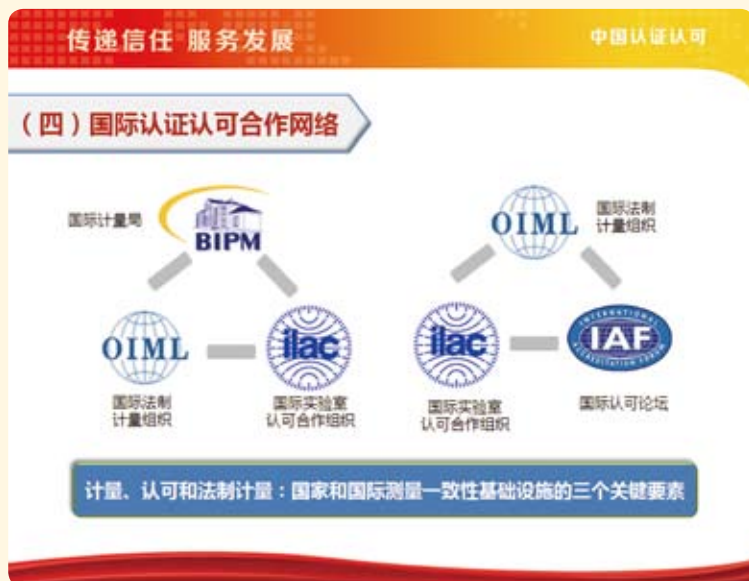 传递信任 服务发展
中国认证认可
（四）国际认证认可合作网络
国际计量局
BIPM
OIML
国际法制
计量组织
OIML
国际法制
计量组织
ilac
国际实验室
认可合作组织
ilac
国际实验室
认可合作组织
INTERNATIONAL
IAF
ACCREDITATION FORUM
国际认可论坛
计量、认可和法制计量：国家和国际测量一致性基础设施的三个关键要素